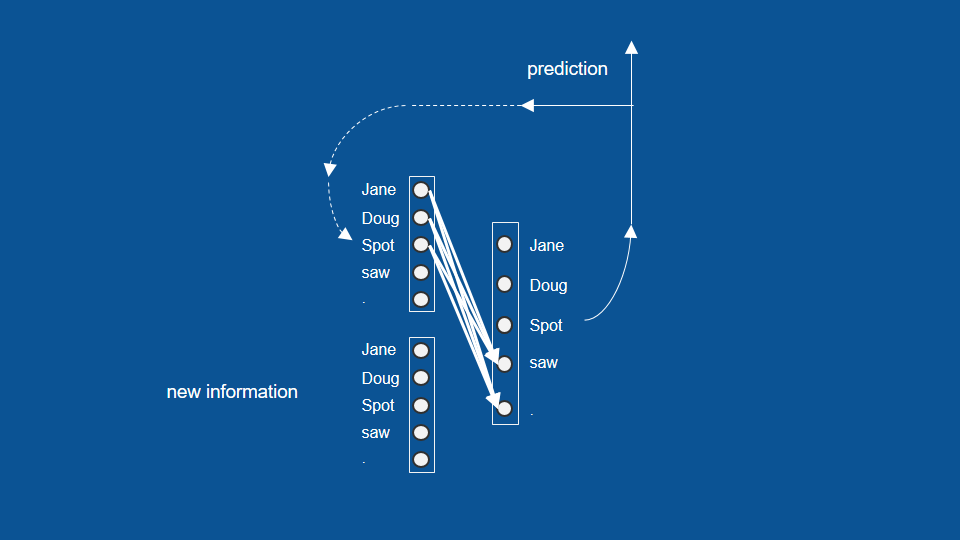 prediction
Jane
Doug
Spot
saw
.
Jane
Doug
Spot
saw
.
new information
Jane
Doug
Spot
saw
.